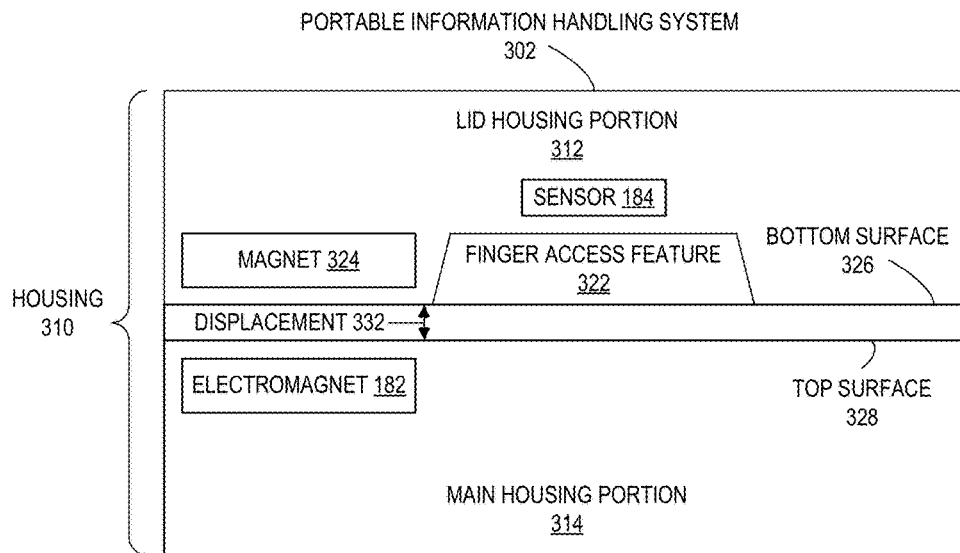 PORTABLE INFORMATION HANDLING SYSTEM
302
LID HOUSING PORTION
312
SENSOR 184
MAGNET 324
FINGER ACCESS FEATURE
322
BOTTOM SURFACE
326
HOUSING
310
DISPLACEMENT 332
ELECTROMAGNET 182
TOP SURFACE
328
MAIN HOUSING PORTION
314